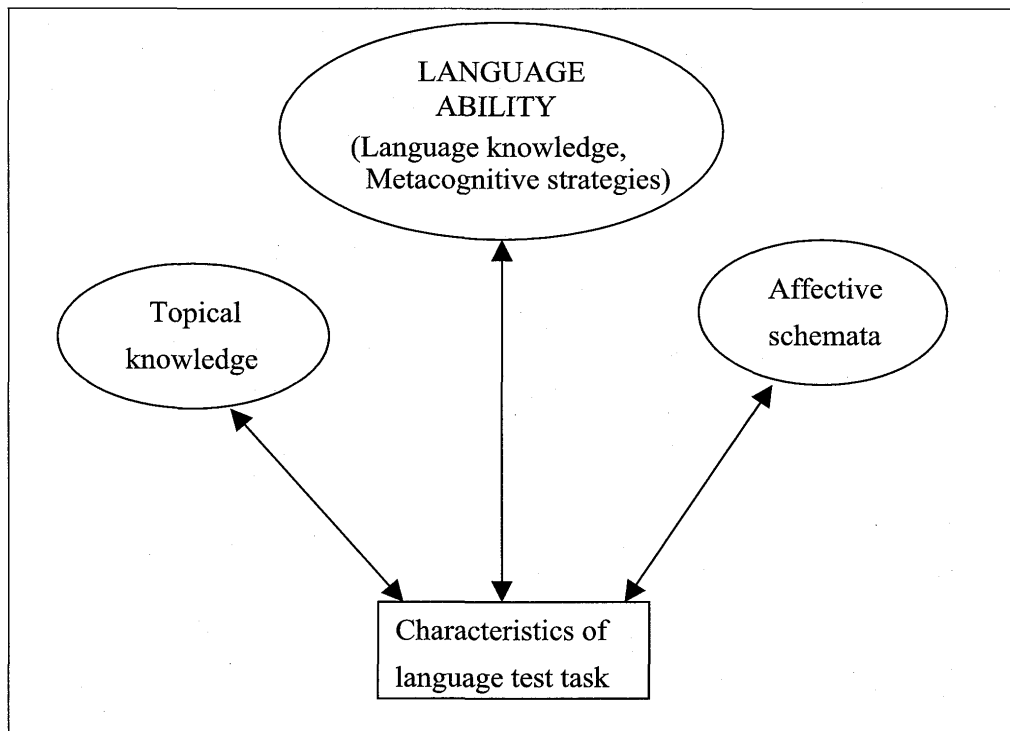 LANGUAGE
ABILITY
(Language knowledge,
Metacognitive strategies)
Topical
knowledge
Affective
schemata
Characteristics of
language test task